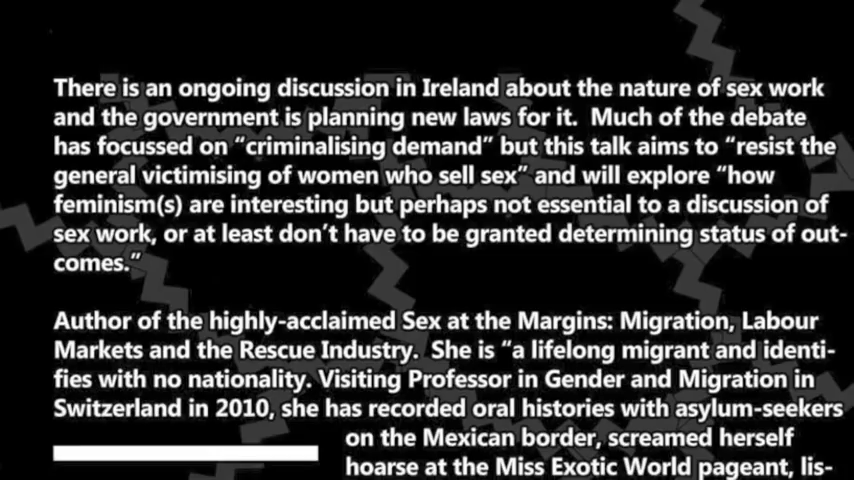 There is an ongoing discussion in Ireland about the nature of sex work
and the government is planning new laws for it. Much of the debate
has focussed on “criminalising demand” but this talk aims to “resist the
general victimising of women who sell sex” and will explore “how
feminism(s) are interesting but perhaps not essential to a discussion of
sex work, or at least don’t have to be granted determining status of out-
comes.”
Author of the highly-acclaimed Sex at the Margins: Migration, Labour
Markets and the Rescue Industry. She is “a lifelong migrant and identi-
fies with no nationality. Visiting Professor in Gender and Migration in
Switzerland in 2010, she has recorded oral histories with asylum-seekers
on the Mexican border, screamed herself
hoarse at the Miss Exotic World pageant, lis-